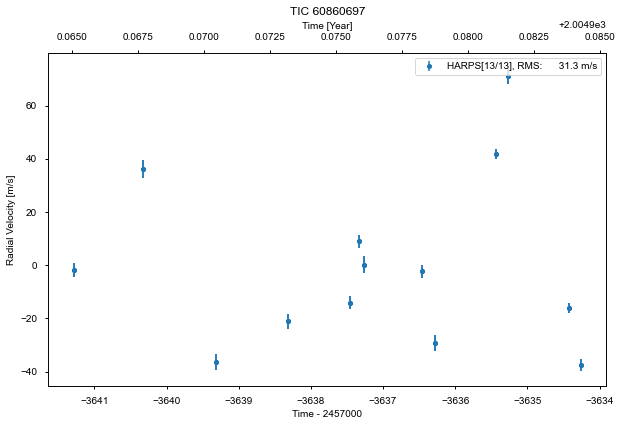 TIC 60860697
Time [Year]
+2.0049e3
0.0650 0.0675 0.0700 0.0725 0.0750 0.0775 0.0800 0.0825 0.0850
HARPS[13/13], RMS: 31.3 m/s
60
40
20
0
−20
−40
Radial Velocity [m/s]
−3641 −3640 −3639 −3638 −3637 −3636 −3635 −3634
Time - 2457000